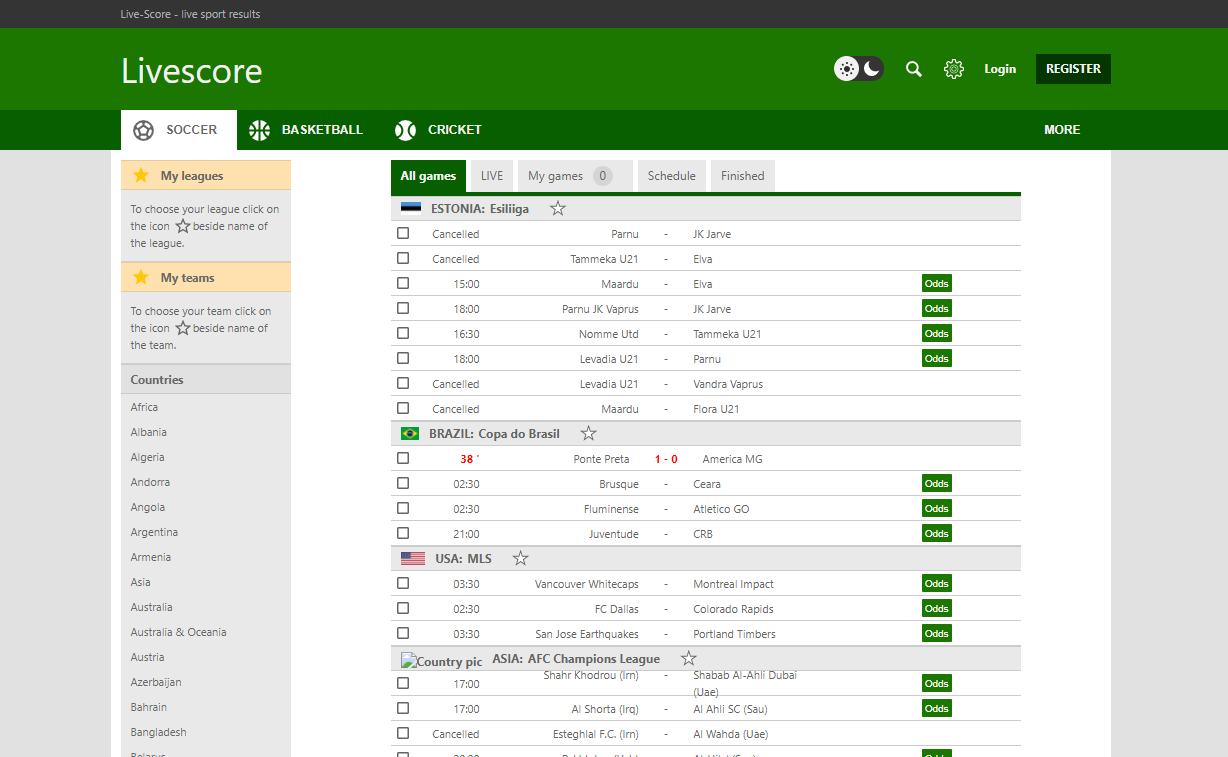 Live-Score - live sport results
Livescore
Login
REGISTER
SOCCER
BASKETBALL
CRICKET
MORE
My leagues
To choose your league click on
the icon beside name of
the league.
My teams
To choose your team click on
the icon beside name of
the team.
Countries
Africa
Albania
Algeria
Andorra
Angola
Argentina
Armenia
Asia
Australia
Australia & Oceania
Austria
Azerbaijan
Bahrain
Bangladesh
Belarus
All games
LIVE
My games 0
Schedule
Finished
ESTONIA: Esiliiga
Cancelled Parnu - JK Jarve
Cancelled Tammeka U21 - Elva
15:00 Maardu - Elva Odds
18:00 Parnu JK Vaprus - JK Jarve Odds
16:30 Nomme Utd - Tammeka U21 Odds
18:00 Levadia U21 - Parnu Odds
Cancelled Levadia U21 - Vandra Vaprus
Cancelled Maardu - Flora U21
BRAZIL: Copa do Brasil
38 ' Ponte Preta 1 - 0 America MG
02:30 Brusque - Ceara Odds
02:30 Fluminense - Atletico GO Odds
21:00 Juventude - CRB Odds
USA: MLS
03:30 Vancouver Whitecaps - Montreal Impact Odds
02:30 FC Dallas - Colorado Rapids Odds
03:30 San Jose Earthquakes - Portland Timbers Odds
Country pic ASIA: AFC Champions League
17:00 Shahr Khodrou (Irn) - Shabab Al-Ahli Dubai
(Uae) Odds
17:00 Al Shorta (Irq) - Al Ahli SC (Sau) Odds
Cancelled Esteghlal F.C. (Irn) - Al Wahda (Uae)